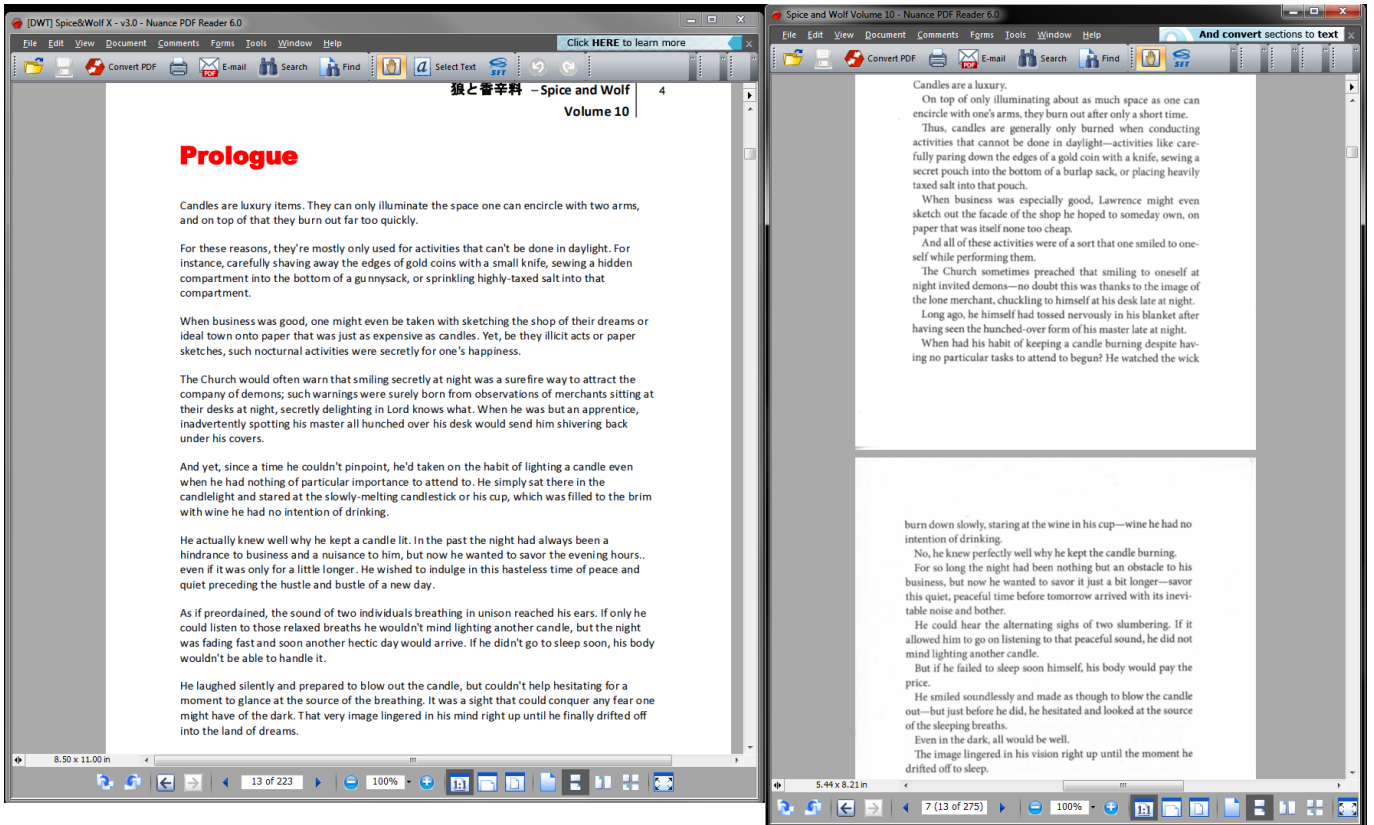 [DWT] Spice&Wolf X - v3.0 - Nuance PDF Reader 6.0
File Edit View Document Comments Forms Tools Window Help
Click HERE to learn more
Convert PDF E-mail Search Find Select Text SET
狼と香辛料 – Spice and Wolf 4
Volume 10
Prologue
Candles are luxury items. They can only illuminate the space one can encircle with two arms,
and on top of that they burn out far too quickly.
For these reasons, they're mostly only used for activities that can't be done in daylight. For
instance, carefully shaving away the edges of gold coins with a small knife, sewing a hidden
compartment into the bottom of a gunnysack, or sprinkling highly-taxed salt into that
compartment.
When business was good, one might even be taken with sketching the shop of their dreams or
ideal town onto paper that was just as expensive as candles. Yet, be they illicit acts or paper
sketches, such nocturnal activities were secretly for one's happiness.
The Church would often warn that smiling secretly at night was a surefire way to attract the
company of demons; such warnings were surely born from observations of merchants sitting at
their desks at night, secretly delighting in Lord knows what. When he was but an apprentice,
inadvertently spotting his master all hunched over his desk would send him shivering back
under his covers.
And yet, since a time he couldn't pinpoint, he'd taken on the habit of lighting a candle even
when he had nothing of particular importance to attend to. He simply sat there in the
candlelight and stared at the slowly-melting candlestick or his cup, which was filled to the brim
with wine he had no intention of drinking.
He actually knew well why he kept a candle lit. In the past the night had always been a
hindrance to business and a nuisance to him, but now he wanted to savor the evening hours..
even if it was only for a little longer. He wished to indulge in this hasteless time of peace and
quiet preceding the hustle and bustle of a new day.
As if preordained, the sound of two individuals breathing in unison reached his ears. If only he
could listen to those relaxed breaths he wouldn't mind lighting another candle, but the night
was fading fast and soon another hectic day would arrive. If he didn't go to sleep soon, his body
wouldn't be able to handle it.
He laughed silently and prepared to blow out the candle, but couldn't help hesitating for a
moment to glance at the source of the breathing. It was a sight that could conquer any fear one
might have of the dark. That very image lingered in his mind right up until he finally drifted off
into the land of dreams.
8.50 x 11.00 in
13 of 223 100% 1:1
Spice and Wolf Volume 10 - Nuance PDF Reader 6.0
File Edit View Document Comments Forms Tools Window Help
And convert sections to text
Convert PDF E-mail Search Find SET
Candles are a luxury.
On top of only illuminating about as much space as one can
encircle with one's arms, they burn out after only a short time.
Thus, candles are generally only burned when conducting
activities that cannot be done in daylight—activities like care-
fully paring down the edges of a gold coin with a knife, sewing a
secret pouch into the bottom of a burlap sack, or placing heavily
taxed salt into that pouch.
When business was especially good, Lawrence might even
sketch out the facade of the shop he hoped to someday own, on
paper that was itself none too cheap.
And all of these activities were of a sort that one smiled to one-
self while performing them.
The Church sometimes preached that smiling to oneself at
night invited demons—no doubt this was thanks to the image of
the lone merchant, chuckling to himself at his desk late at night.
Long ago, he himself had tossed nervously in his blanket after
having seen the hunched-over form of his master late at night.
When had his habit of keeping a candle burning despite hav-
ing no particular tasks to attend to begun? He watched the wick
burn down slowly, staring at the wine in his cup—wine he had no
intention of drinking.
No, he knew perfectly well why he kept the candle burning.
For so long the night had been nothing but an obstacle to his
business, but now he wanted to savor it just a bit longer—savor
this quiet, peaceful time before tomorrow arrived with its inevi-
table noise and bother.
He could hear the alternating sighs of two slumbering. If it
allowed him to go on listening to that peaceful sound, he did not
mind lighting another candle.
But if he failed to sleep soon himself, his body would pay the
price.
He smiled soundlessly and made as though to blow the candle
out—but just before he did, he hesitated and looked at the source
of the sleeping breaths.
Even in the dark, all would be well.
The image lingered in his vision right up until the moment he
drifted off to sleep.
5.44 x 8.21 in
7 (13 of 275) 100% 1:1